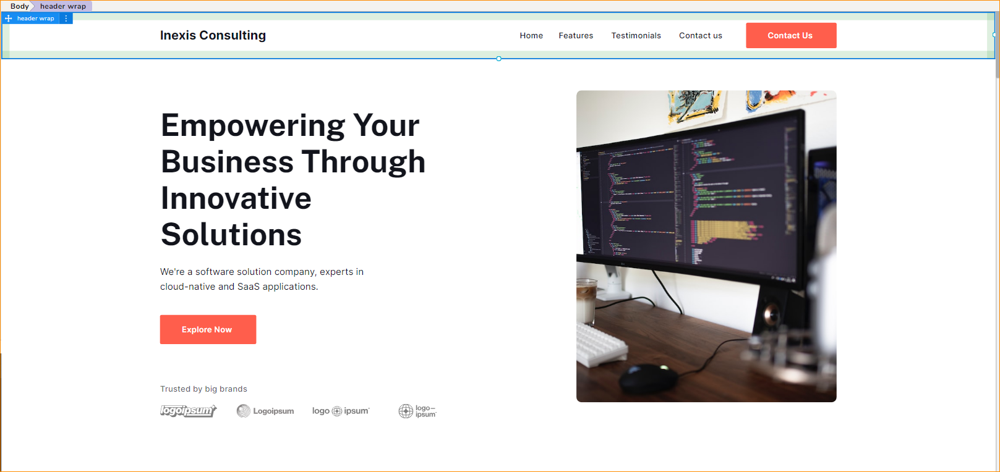 Body
header wrap
header wrap
Inexis Consulting
Home
Features
Testimonials
Contact us
Contact Us
Empowering Your
Business Through
Innovative
Solutions
We're a software solution company, experts in
cloud-native and SaaS applications.
Explore Now
Trusted by big brands
logoipsum
Logoipsum
logo ipsum
logo—
ipsum